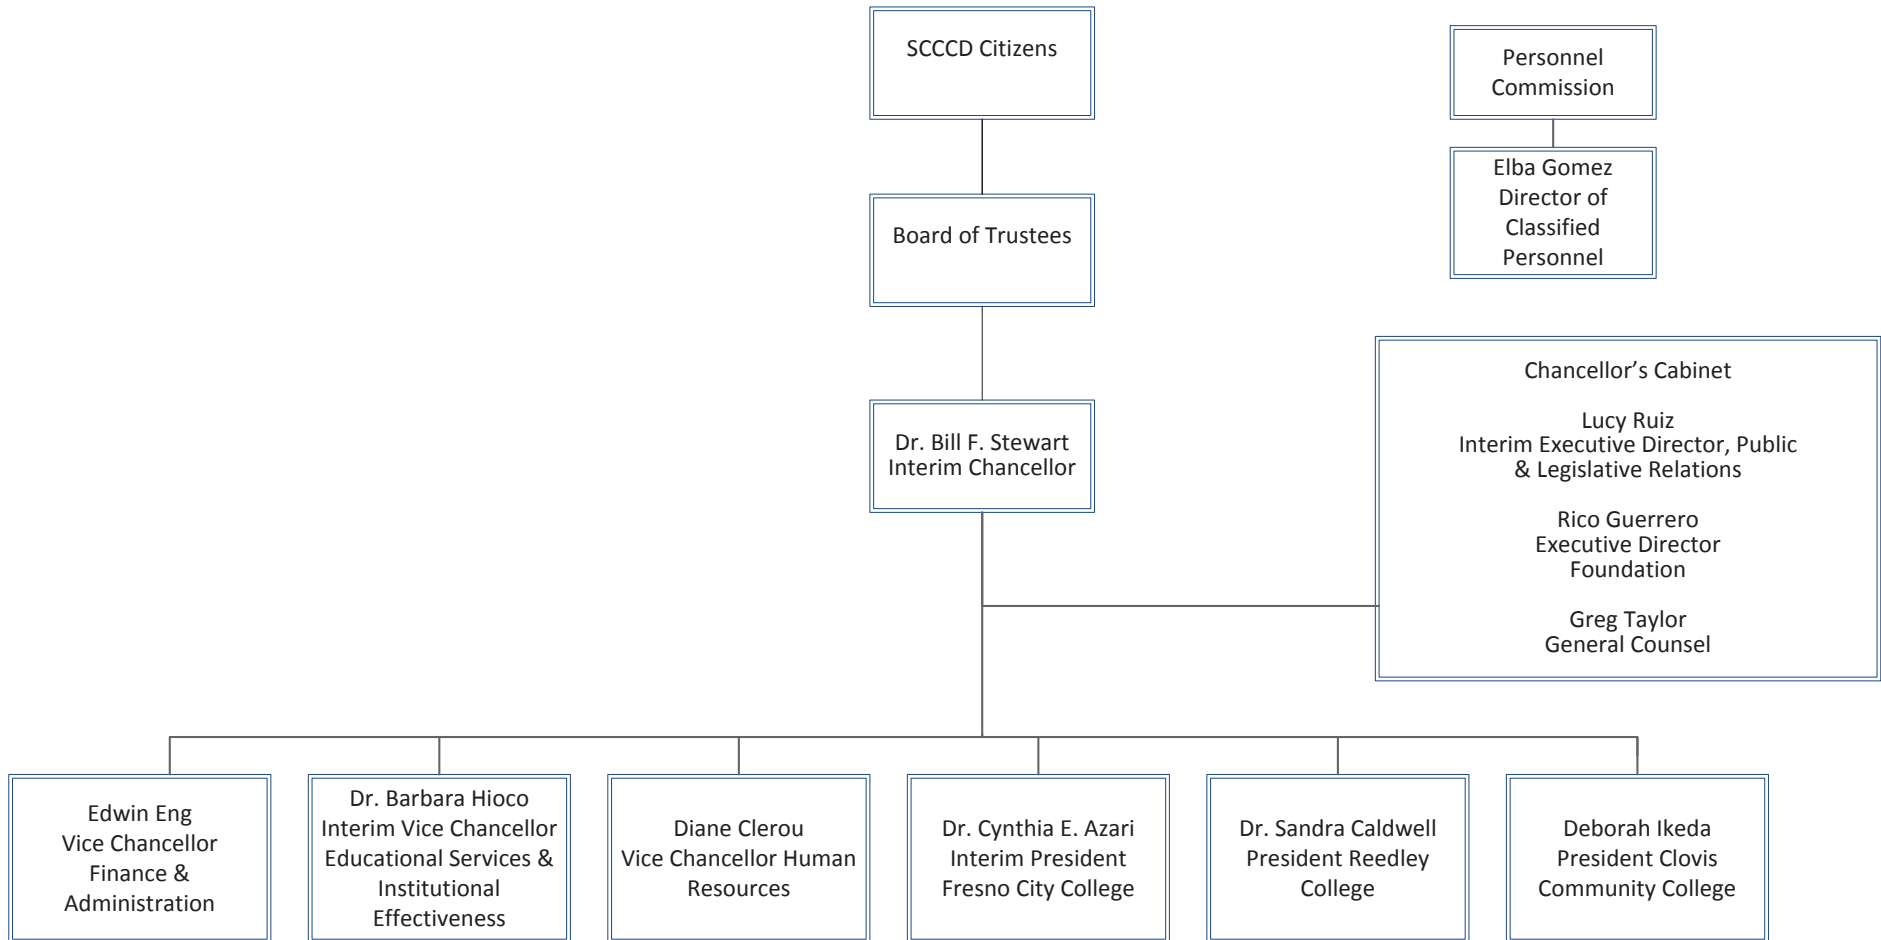 SCCCD Citizens
Personnel
Commission
Elba Gomez
Director of
Classified
Personnel
Board of Trustees
Chancellor’s Cabinet
Lucy Ruiz
Interim Executive Director, Public
& Legislative Relations
Rico Guerrero
Executive Director
Foundation
Greg Taylor
General Counsel
Dr. Bill F. Stewart
Interim Chancellor
Edwin Eng
Vice Chancellor
Finance &
Administration
Dr. Barbara Hioco
Interim Vice Chancellor
Educational Services &
Institutional
Effectiveness
Diane Clerou
Vice Chancellor Human
Resources
Dr. Cynthia E. Azari
Interim President
Fresno City College
Dr. Sandra Caldwell
President Reedley
College
Deborah Ikeda
President Clovis
Community College